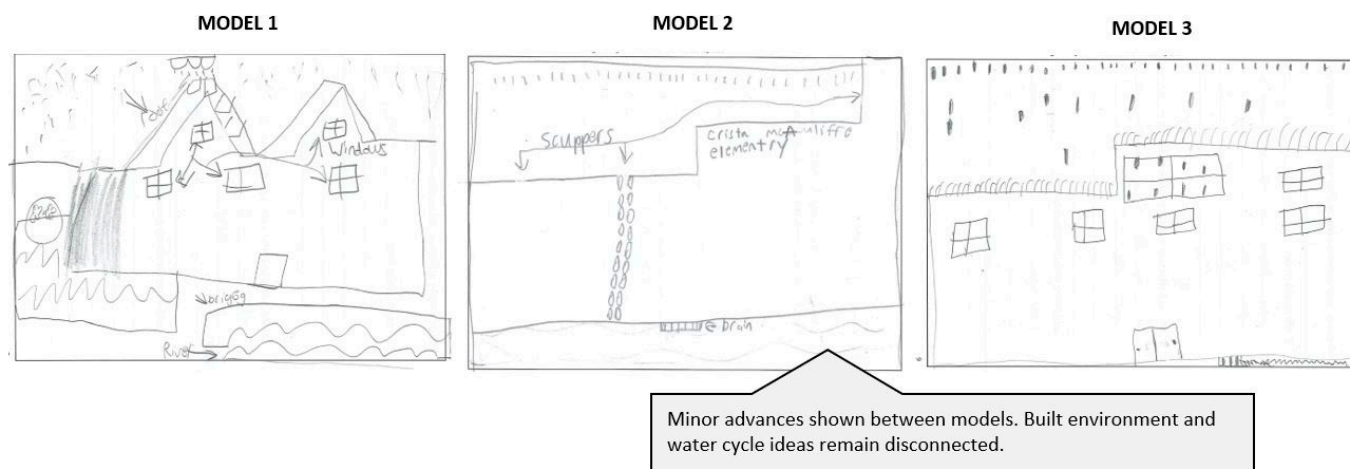 MODEL 1
MODEL 2
MODEL 3
roof
Windows
River
Scuppers
crista mcAuliffe
elementry
drain
Minor advances shown between models. Built environment and
water cycle ideas remain disconnected.